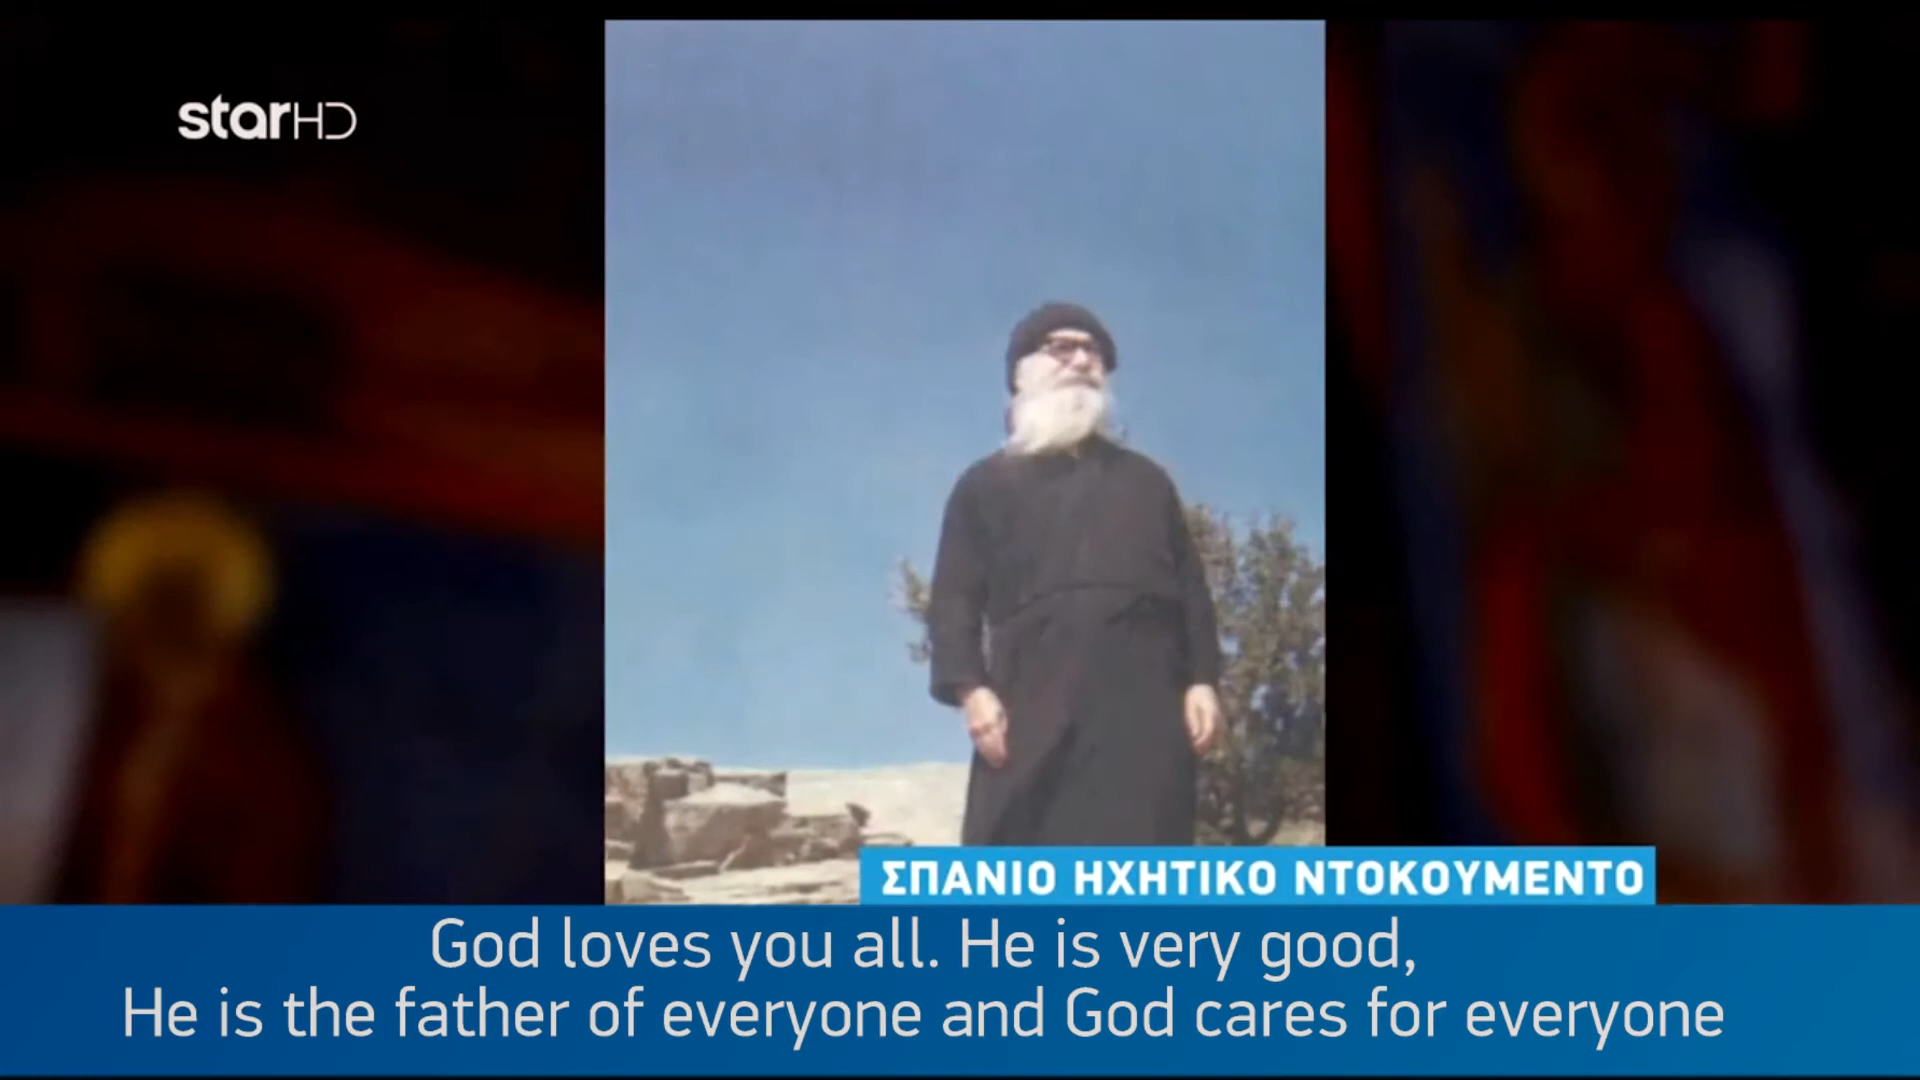 starHD
ΣΠΑΝΙΟ ΗΧΗΤΙΚΟ ΝΤΟΚΟΥΜΕΝΤΟ
God loves you all. He is very good,
He is the father of everyone and God cares for everyone